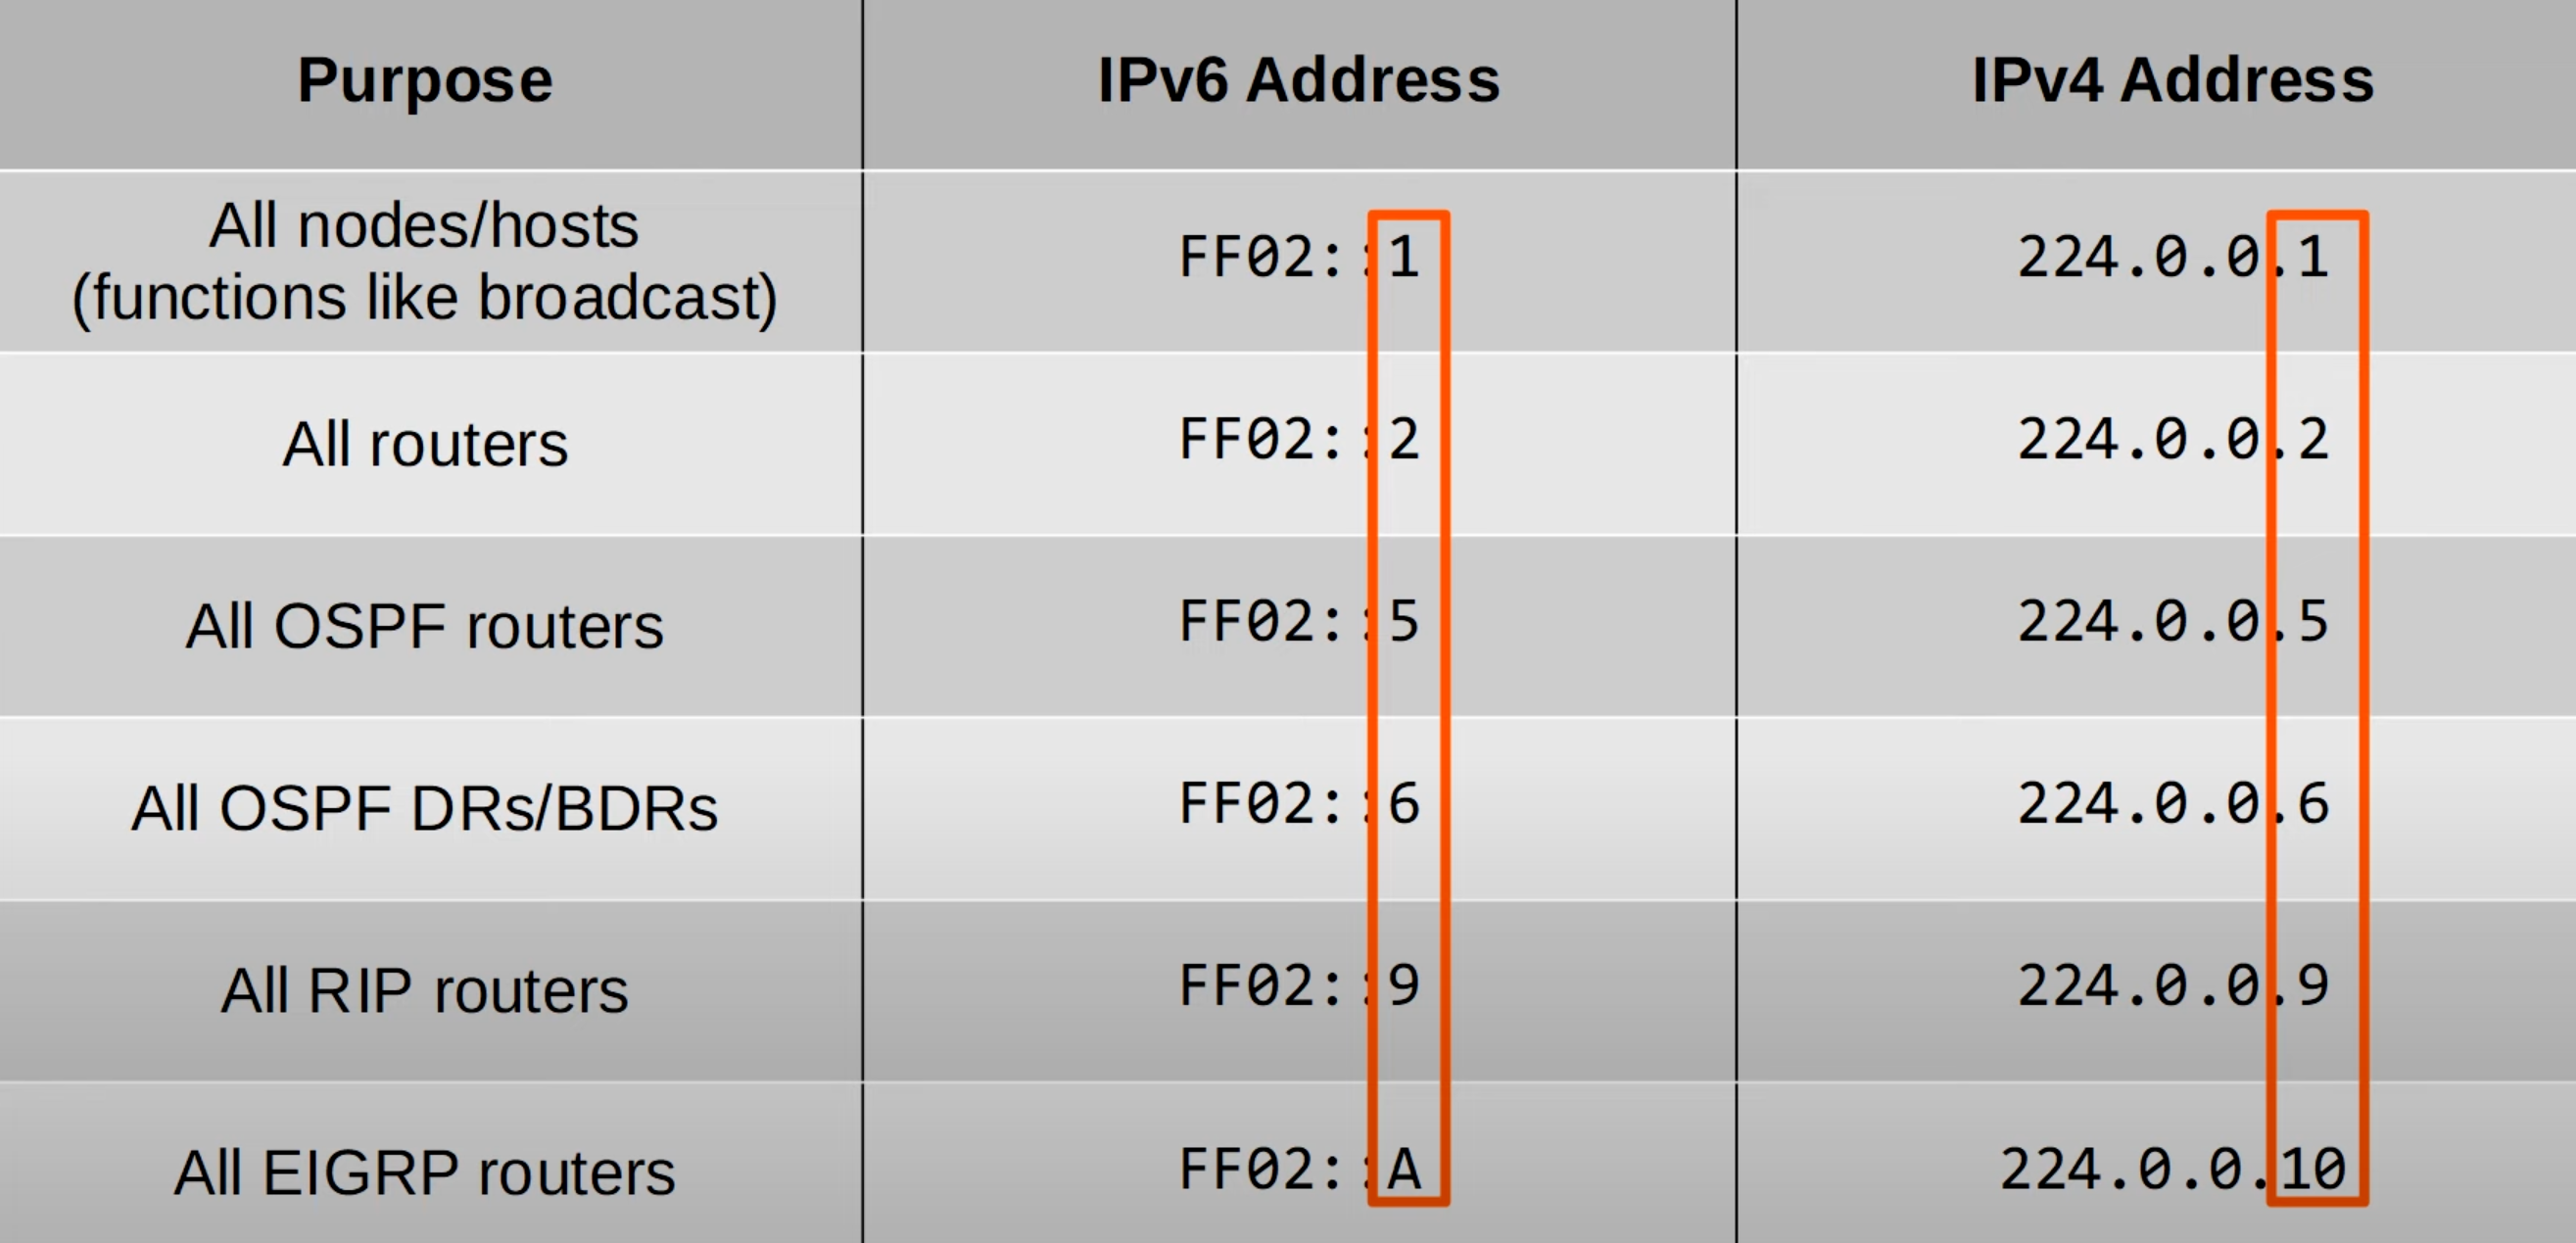 Purpose IPv6 Address IPv4 Address
All nodes/hosts
(functions like broadcast) FF02::1 224.0.0.1
All routers FF02::2 224.0.0.2
All OSPF routers FF02::5 224.0.0.5
All OSPF DRs/BDRs FF02::6 224.0.0.6
All RIP routers FF02::9 224.0.0.9
All EIGRP routers FF02::A 224.0.0.10